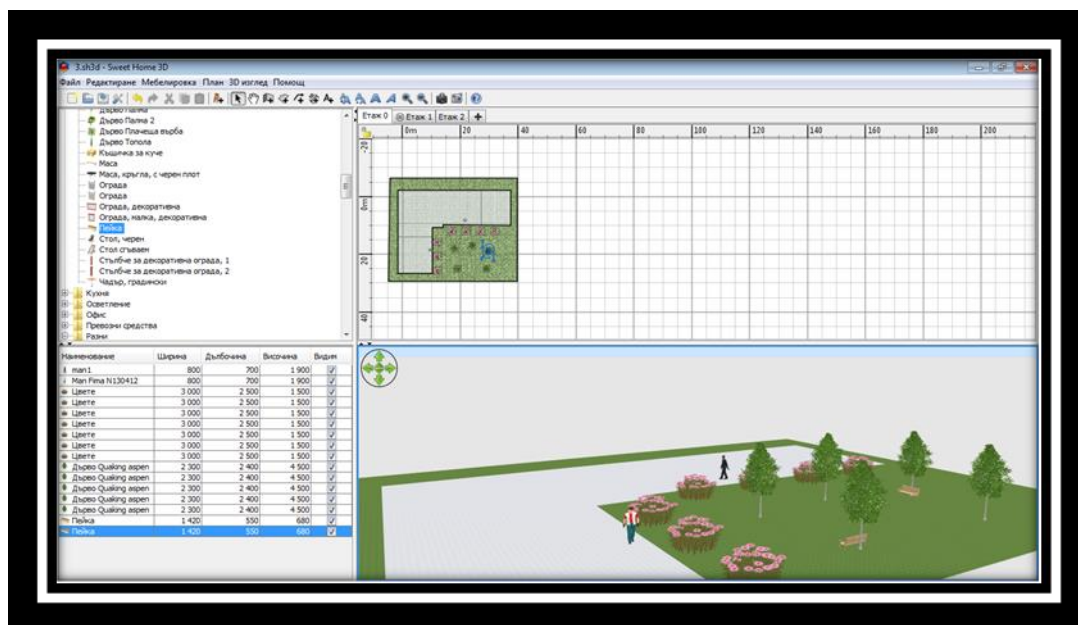 3.sh3d - Sweet Home 3D
Файл Редактиране Мебелировка План 3D изглед Помощ
Дърво Палма
Дърво Палма 2
Дърво Плачеща върба
Дърво Топола
Къщичка за куче
Маса
Маса, кръгла, с черен плот
Ограда
Ограда
Ограда, декоративна
Ограда, малка, декоративна
Пейка
Стол, черен
Стол сгъваем
Стълбче за декоративна ограда, 1
Стълбче за декоративна ограда, 2
Чадър, градински
Кухня
Осветление
Офис
Превозни средства
Разни
Етаж 0 Етаж 1 Етаж 2
0m 20 40 60 80 100 120 140 160 180 200
-20
0m
20
40
Наименование Ширина Дълбочина Височина Видим
man1 800 700 1 900
Man Fima N130412 800 700 1 900
Цвете 3 000 2 500 1 500
Цвете 3 000 2 500 1 500
Цвете 3 000 2 500 1 500
Цвете 3 000 2 500 1 500
Цвете 3 000 2 500 1 500
Цвете 3 000 2 500 1 500
Цвете 3 000 2 500 1 500
Дърво Quaking aspen 2 300 2 400 4 500
Дърво Quaking aspen 2 300 2 400 4 500
Дърво Quaking aspen 2 300 2 400 4 500
Дърво Quaking aspen 2 300 2 400 4 500
Дърво Quaking aspen 2 300 2 400 4 500
Пейка 1 420 550 680
Пейка 1 420 550 680